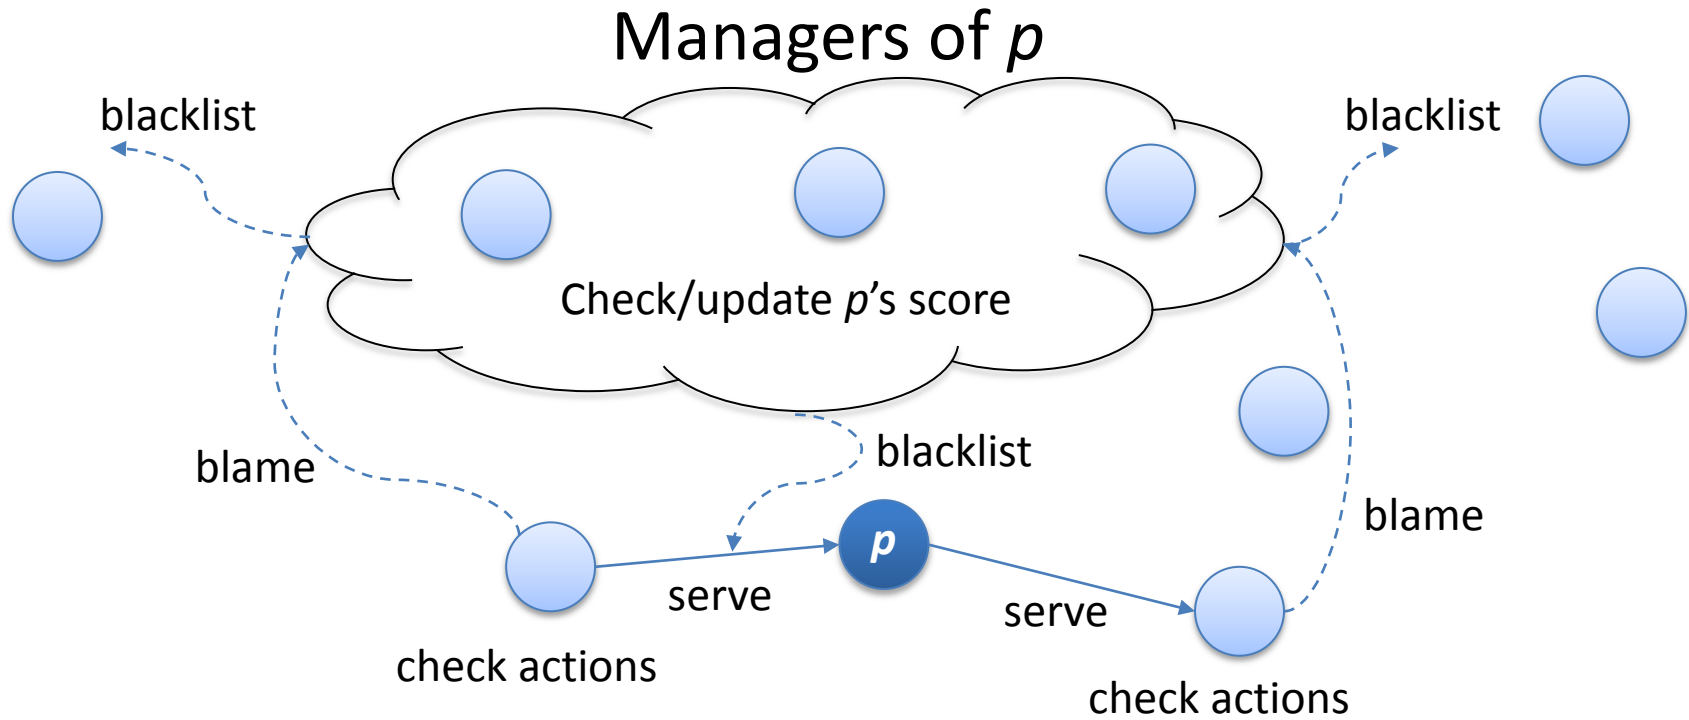 Managers of p
blacklist
blacklist
Check/update p's score
blacklist
blame
blame
p
serve
serve
check actions
check actions